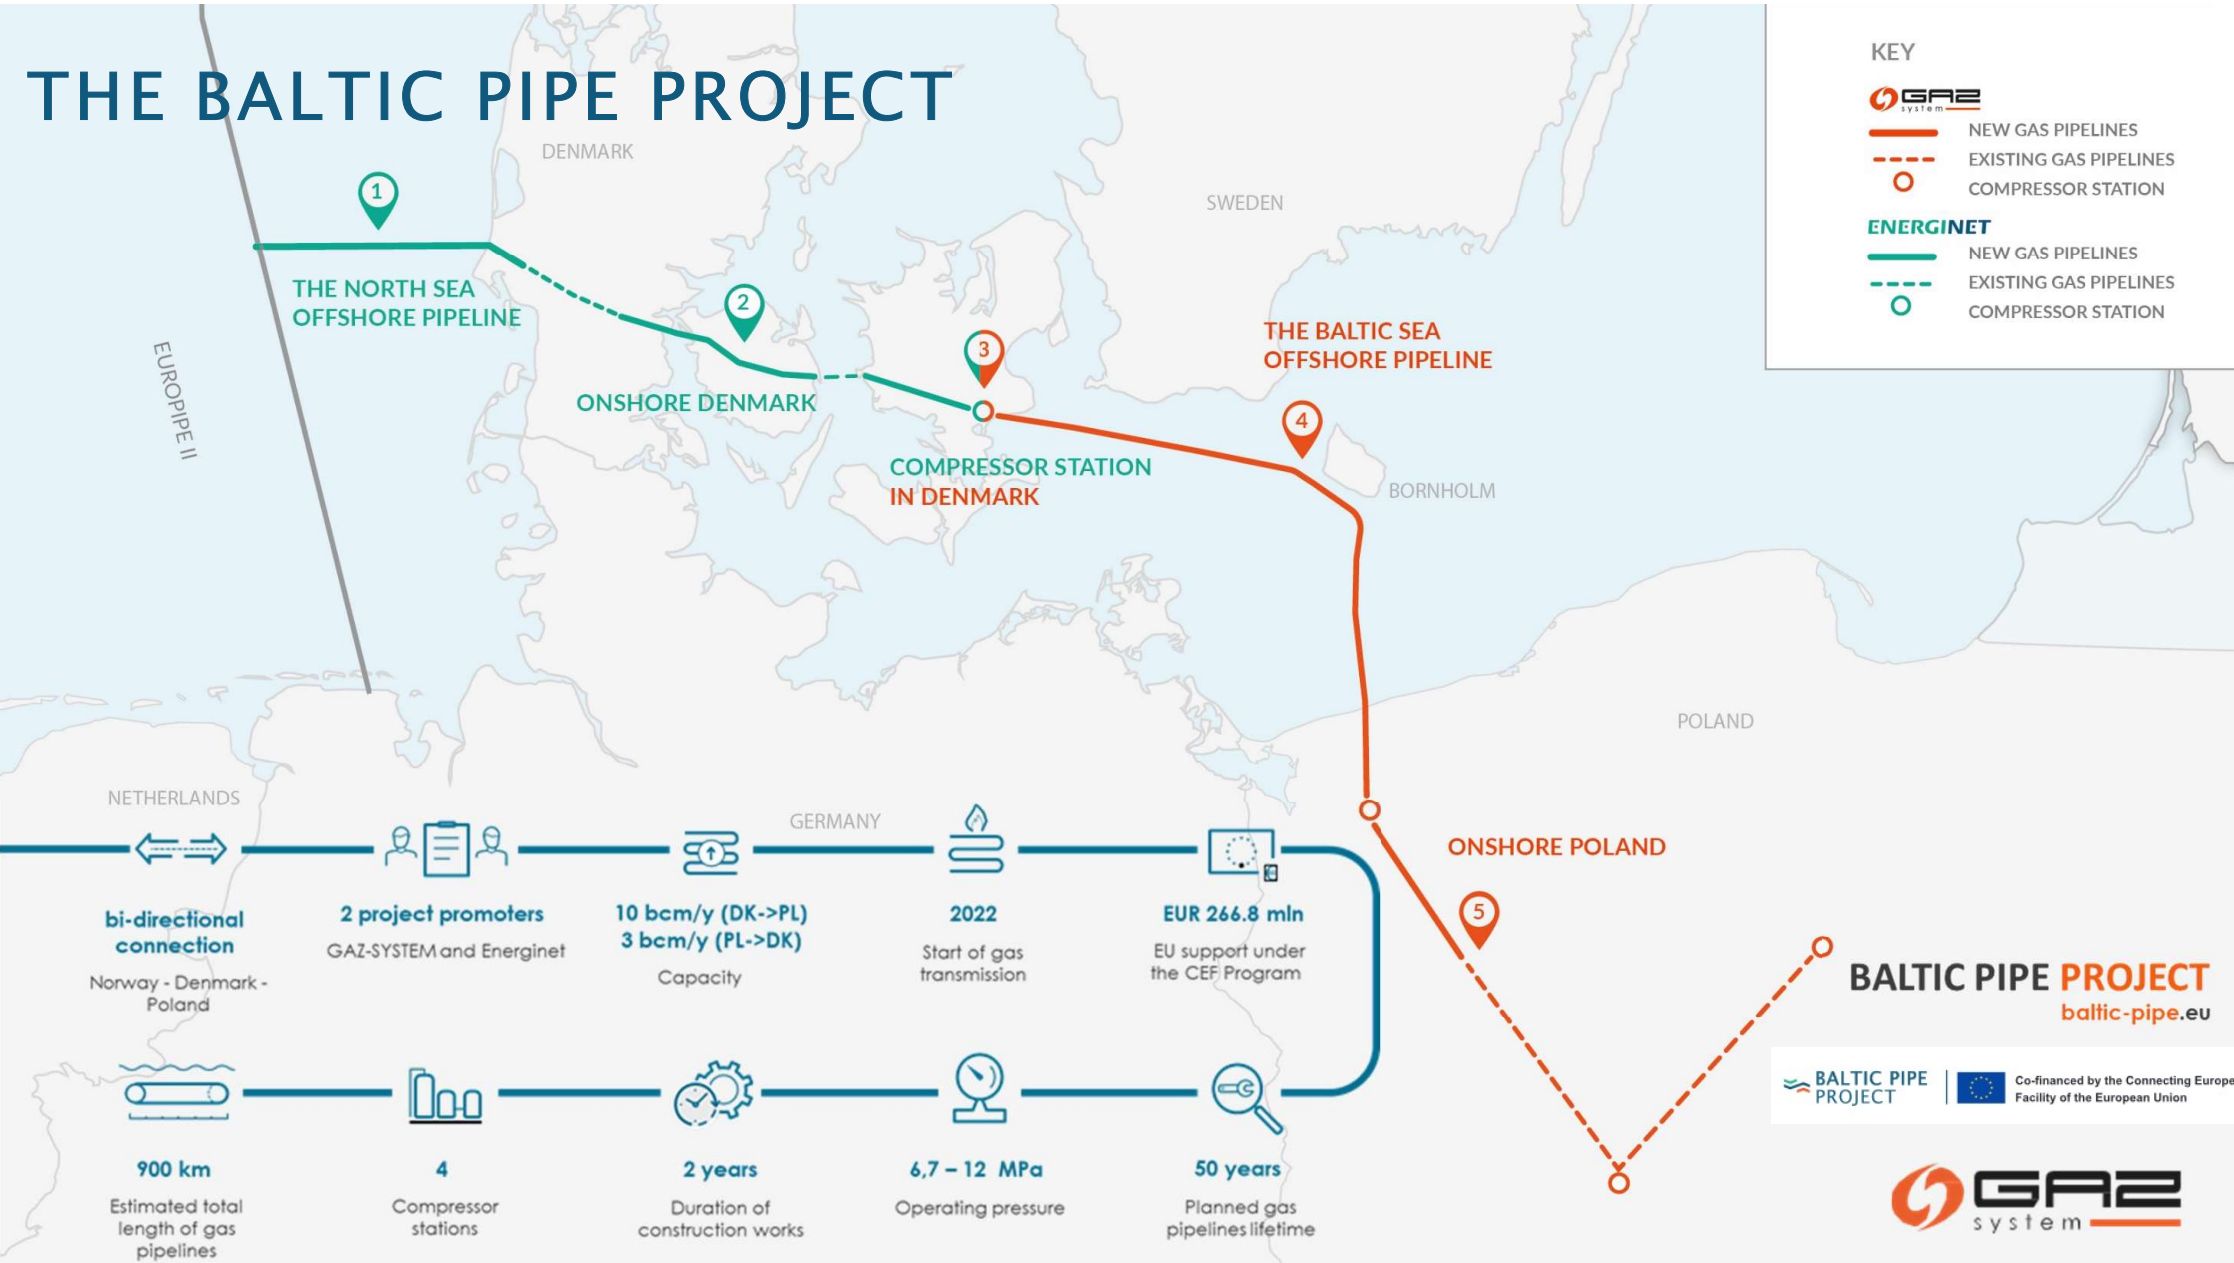 THE BALTIC PIPE PROJECT
KEY
GAZ
system
NEW GAS PIPELINES
EXISTING GAS PIPELINES
COMPRESSOR STATION
ENERGINET
NEW GAS PIPELINES
EXISTING GAS PIPELINES
COMPRESSOR STATION
DENMARK
SWEDEN
1
THE NORTH SEA
OFFSHORE PIPELINE
EUROPIPE II
2
ONSHORE DENMARK
3
COMPRESSOR STATION
IN DENMARK
THE BALTIC SEA
OFFSHORE PIPELINE
4
BORNHOLM
POLAND
NETHERLANDS
GERMANY
ONSHORE POLAND
5
bi-directional
connection
Norway - Denmark -
Poland
2 project promoters
GAZ-SYSTEM and Energinet
10 bcm/y (DK->PL)
3 bcm/y (PL->DK)
Capacity
2022
Start of gas
transmission
EUR 266.8 mln
EU support under
the CEF Program
900 km
Estimated total
length of gas
pipelines
4
Compressor
stations
2 years
Duration of
construction works
6,7 – 12 MPa
Operating pressure
50 years
Planned gas
pipelines lifetime
BALTIC PIPE PROJECT
baltic-pipe.eu
BALTIC PIPE
PROJECT
Co-financed by the Connecting Europe
Facility of the European Union
GAZ
system